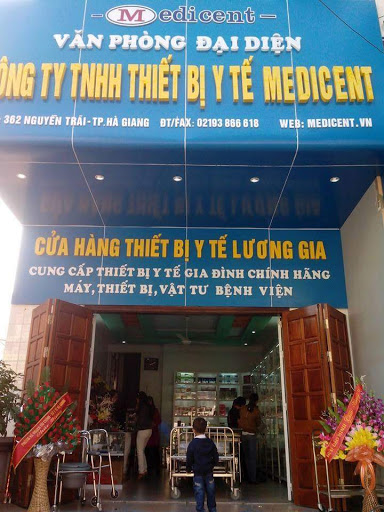 Medicent
VĂN PHÒNG ĐẠI DIỆN
ÔNG TY TNHH THIẾT BỊ Y TẾ MEDICENT
362 NGUYỄN TRÃI-TP.HÀ GIANG ĐT/FAX: 02193 866 618 WEB: MEDICENT.VN
CỬA HÀNG THIẾT BỊ Y TẾ LƯƠNG GIA
CUNG CẤP THIẾT BỊ Y TẾ GIA ĐÌNH CHÍNH HÃNG
MÁY, THIẾT BỊ, VẬT TƯ BỆNH VIỆN